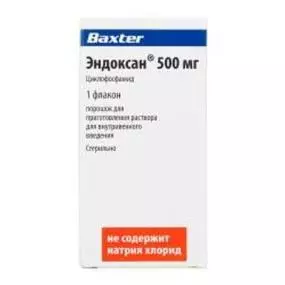 Baxter
Эндоксан® 500 мг
Циклофосфамид
1 флакон
порошок для
приготовления раствора
для внутривенного
введения
Стерильно
не содержит
натрия хлорид